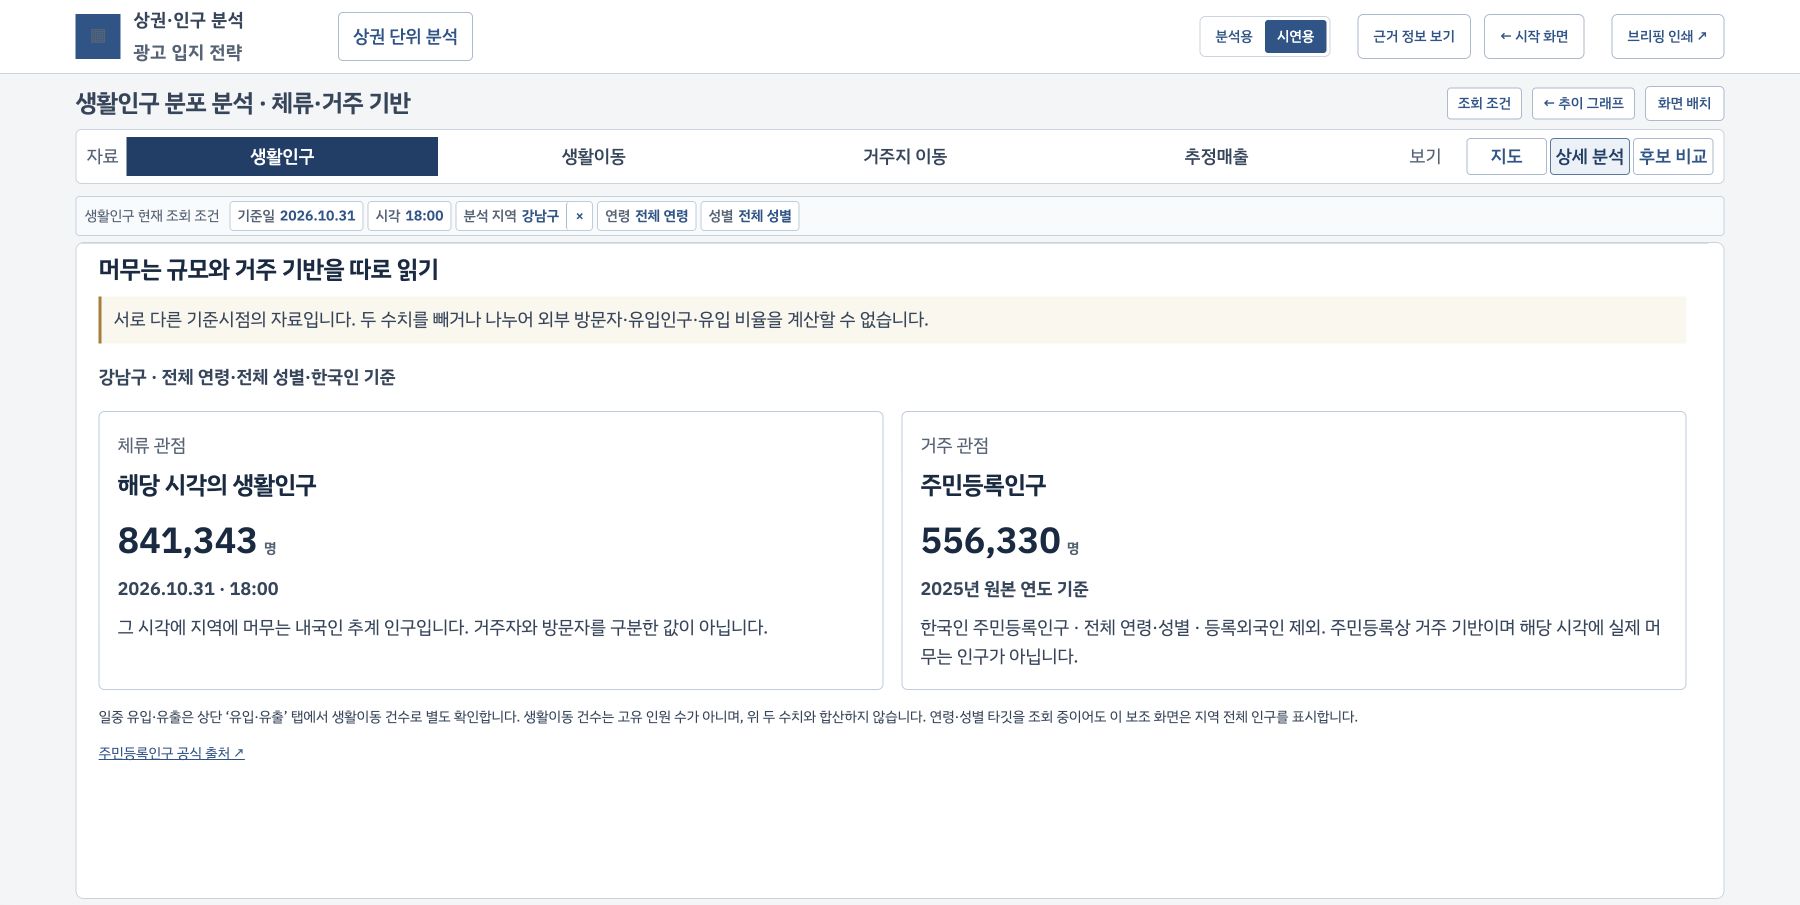 상권·인구 분석
광고 입지 전략
상권 단위 분석
분석용
시연용
근거 정보 보기
← 시작 화면
브리핑 인쇄 ↗
생활인구 분포 분석 · 체류·거주 기반
조회 조건
← 추이 그래프
화면 배치
자료
생활인구
생활이동
거주지 이동
추정매출
보기
지도
상세 분석
후보 비교
생활인구 현재 조회 조건
기준일 2026.10.31
시각 18:00
분석 지역 강남구 ×
연령 전체 연령
성별 전체 성별
머무는 규모와 거주 기반을 따로 읽기
서로 다른 기준시점의 자료입니다. 두 수치를 빼거나 나누어 외부 방문자·유입인구·유입 비율을 계산할 수 없습니다.
강남구 · 전체 연령·전체 성별·한국인 기준
체류 관점
해당 시각의 생활인구
841,343 명
2026.10.31 · 18:00
그 시각에 지역에 머무는 내국인 추계 인구입니다. 거주자와 방문자를 구분한 값이 아닙니다.
거주 관점
주민등록인구
556,330 명
2025년 원본 연도 기준
한국인 주민등록인구 · 전체 연령·성별 · 등록외국인 제외. 주민등록상 거주 기반이며 해당 시각에 실제 머
무는 인구가 아닙니다.
일중 유입·유출은 상단 ‘유입·유출’ 탭에서 생활이동 건수로 별도 확인합니다. 생활이동 건수는 고유 인원 수가 아니며, 위 두 수치와 합산하지 않습니다. 연령·성별 타깃을 조회 중이어도 이 보조 화면은 지역 전체 인구를 표시합니다.
주민등록인구 공식 출처 ↗